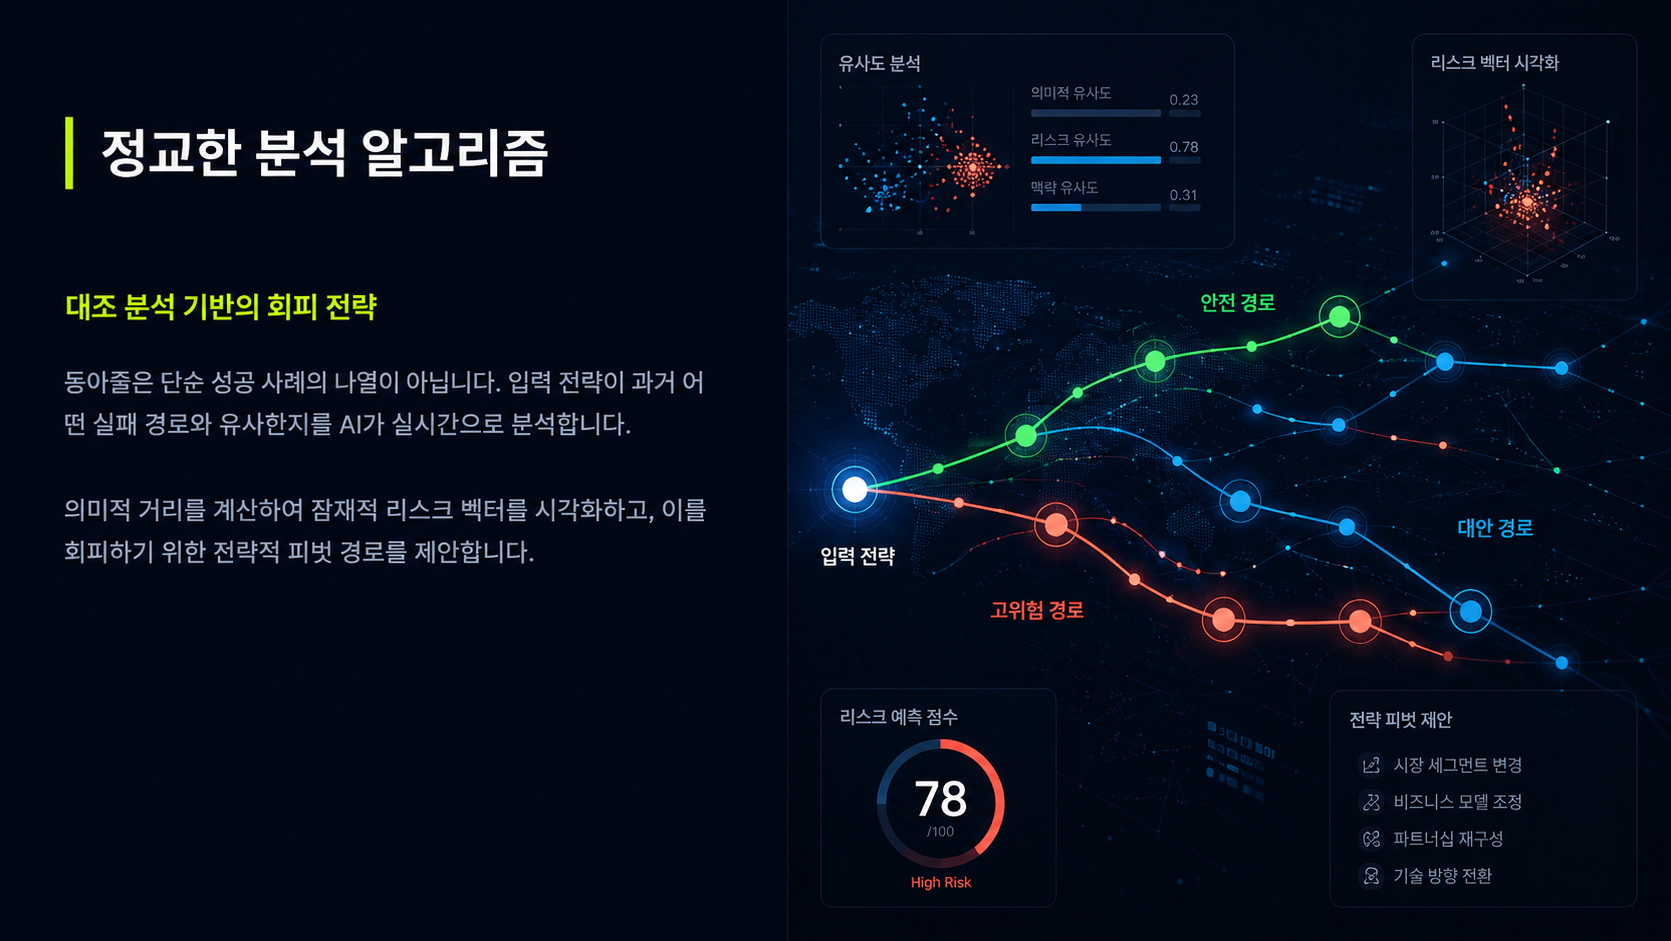 정교한 분석 알고리즘
대조 분석 기반의 회피 전략
동아줄은 단순 성공 사례의 나열이 아닙니다. 입력 전략이 과거 어
떤 실패 경로와 유사한지를 AI가 실시간으로 분석합니다.
의미적 거리를 계산하여 잠재적 리스크 벡터를 시각화하고, 이를
회피하기 위한 전략적 피벗 경로를 제안합니다.
유사도 분석
의미적 유사도
0.23
리스크 유사도
0.78
맥락 유사도
0.31
리스크 벡터 시각화
안전 경로
입력 전략
대안 경로
고위험 경로
리스크 예측 점수
78
/100
High Risk
전략 피벗 제안
시장 세그먼트 변경
비즈니스 모델 조정
파트너십 재구성
기술 방향 전환